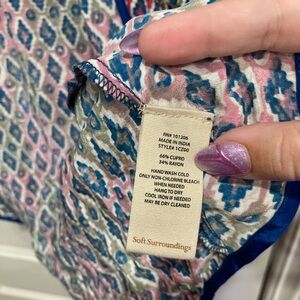 RN# 101206
MADE IN INDIA
STYLE# 1CZ00
66% CUPRO
34% RAYON
HAND WASH COLD
ONLY NON-CHLORINE BLEACH
WHEN NEEDED
HANG TO DRY
COOL IRON IF NEEDED
MAY BE DRY CLEANED
Soft Surroundings